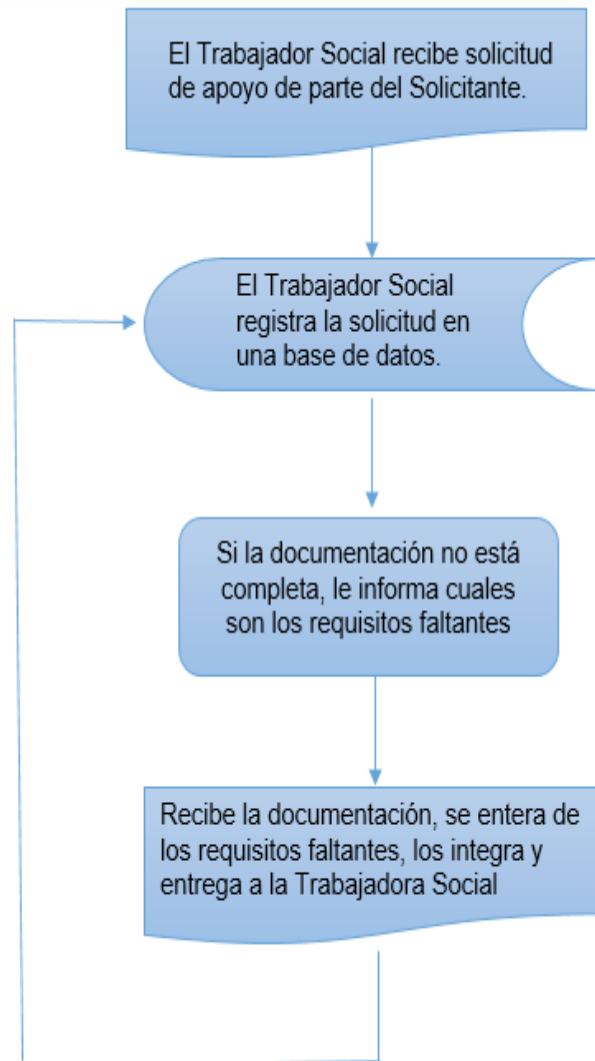 El Trabajador Social recibe solicitud
de apoyo de parte del Solicitante.
El Trabajador Social
registra la solicitud en
una base de datos.
Si la documentación no está
completa, le informa cuales
son los requisitos faltantes
Recibe la documentación, se entera de
los requisitos faltantes, los integra y
entrega a la Trabajadora Social